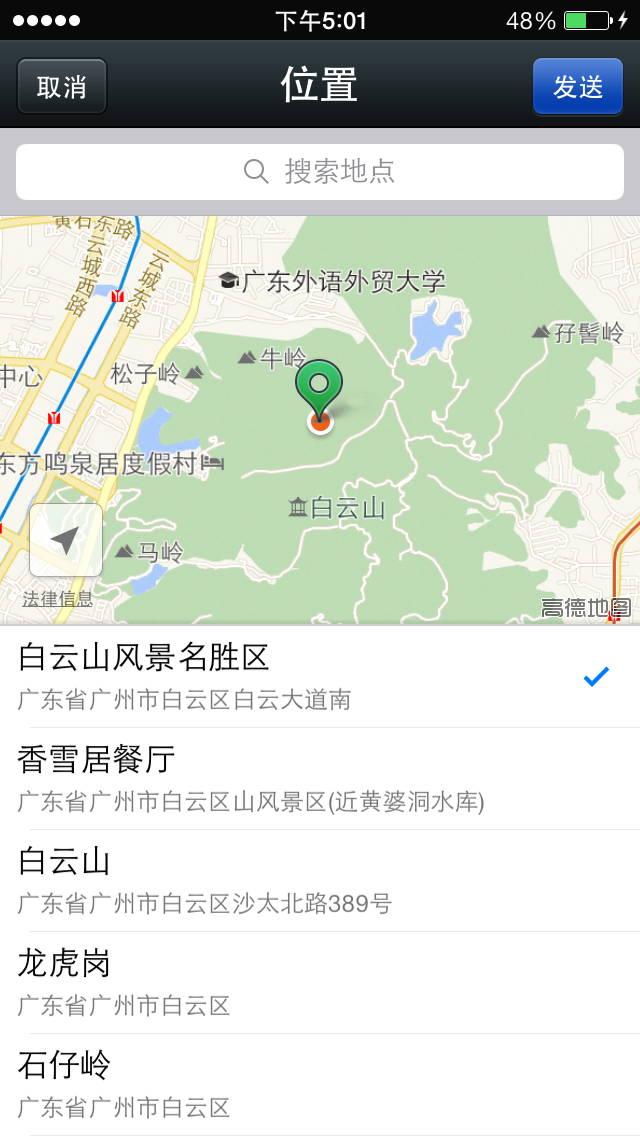 下午5:01
48%
取消
位置
发送
搜索地点
黄石东路
云城西路
云城东路
广东外语外贸大学
孖髻岭
牛岭
松子岭
中心
东方鸣泉居度假村
白云山
马岭
法律信息
高德地图
白云山风景名胜区
广东省广州市白云区白云大道南
香雪居餐厅
广东省广州市白云区山风景区(近黄婆洞水库)
白云山
广东省广州市白云区沙太北路389号
龙虎岗
广东省广州市白云区
石仔岭
广东省广州市白云区